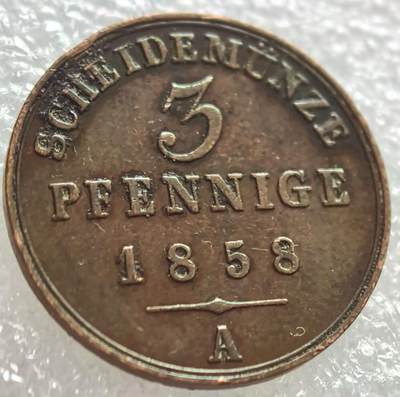 SCHEIDEMÜNZE
3
PFENNIGE
1858
A